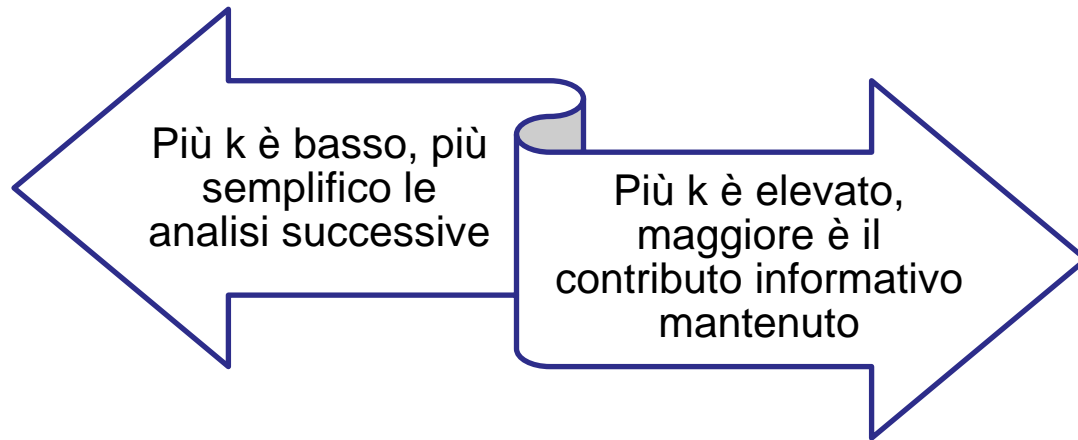 Più k è basso, più
semplifico le
analisi successive
Più k è elevato,
maggiore è il
contributo informativo
mantenuto